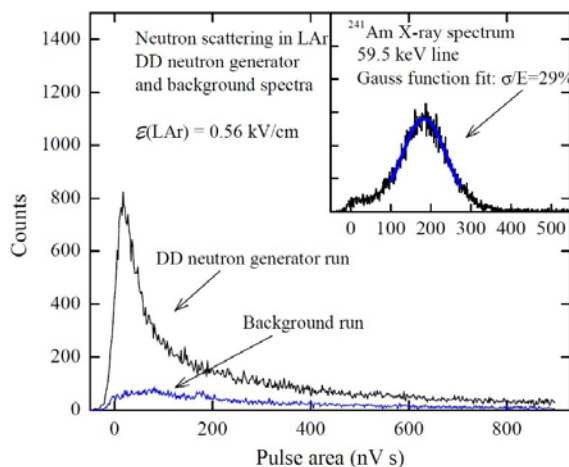 1400
1200
1000
800
600
400
200
0
Counts
Neutron scattering in LAr
DD neutron generator
and background spectra
ℰ(LAr) = 0.56 kV/cm
²⁴¹Am X-ray spectrum
59.5 keV line
Gauss function fit: σ/E=29%
0 100 200 300 400 500
DD neutron generator run
Background run
0 200 400 600 800
Pulse area (nV s)